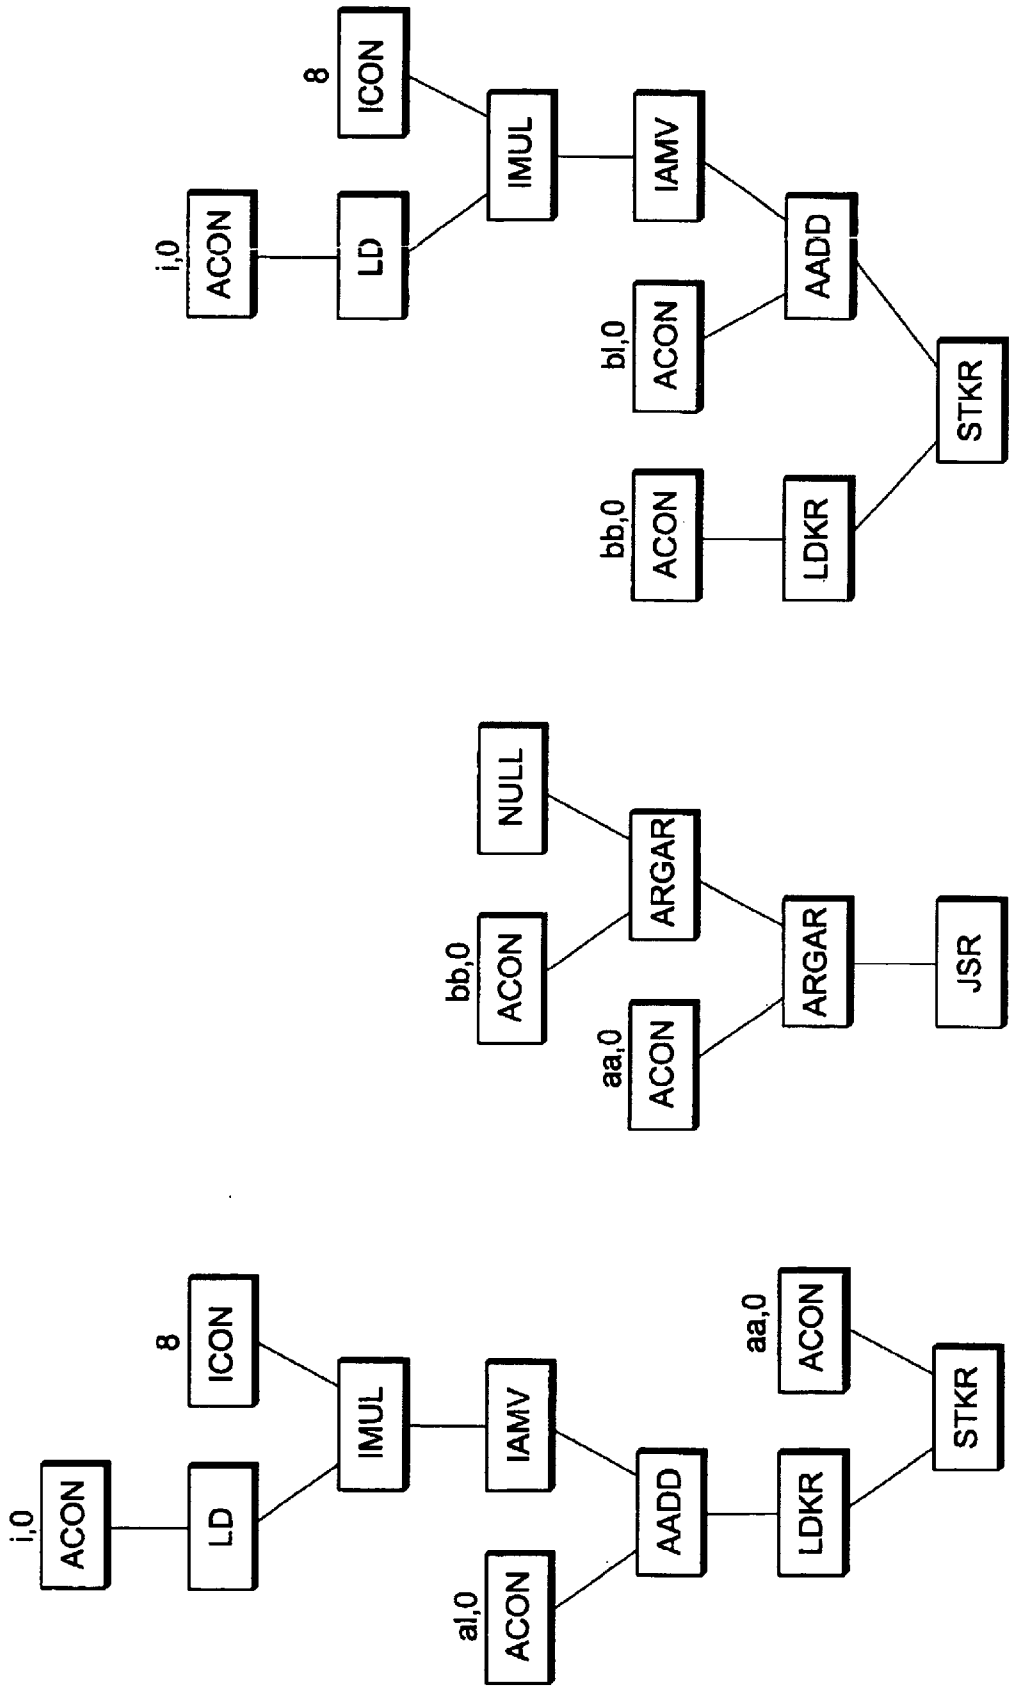 i,0
ACON
8
LD
ICON
IMUL
al,0
ACON
IAMV
AADD
aa,0
LDKR
ACON
STKR
bb,0
ACON
NULL
aa,0
ACON
ARGAR
ARGAR
JSR
i,0
ACON
8
LD
ICON
IMUL
bb,0
bl,0
ACON
ACON
IAMV
LDKR
AADD
STKR